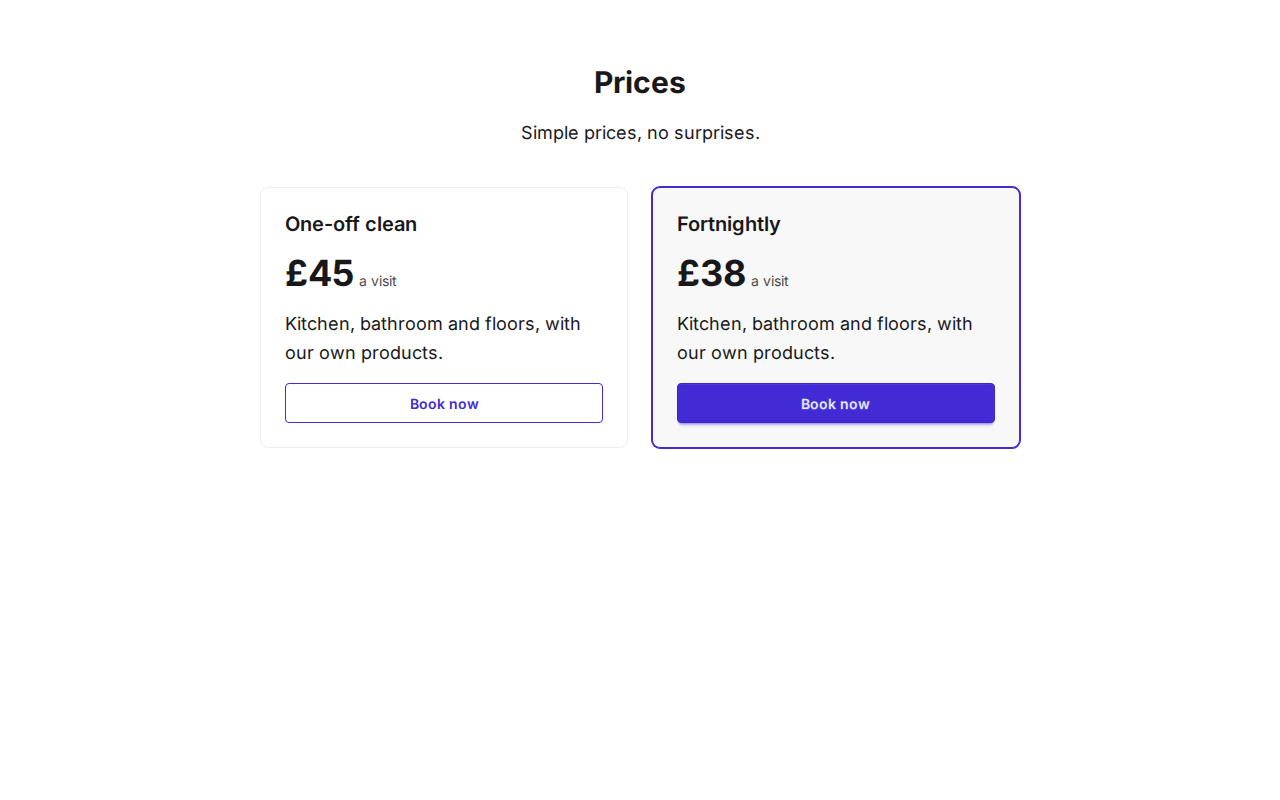 Prices
Simple prices, no surprises.
One-off clean
£45 a visit
Kitchen, bathroom and floors, with
our own products.
Book now
Fortnightly
£38 a visit
Kitchen, bathroom and floors, with
our own products.
Book now